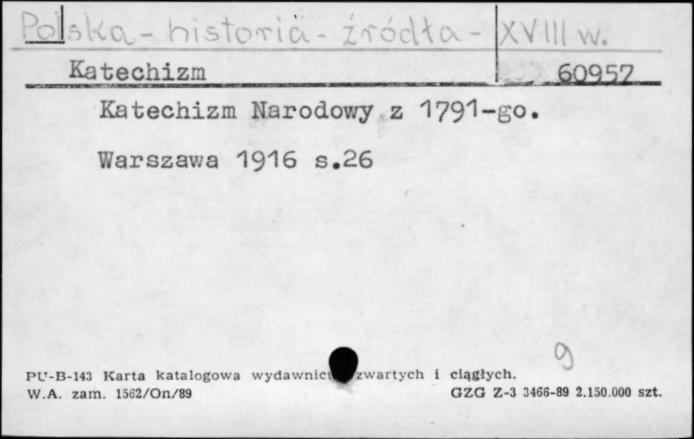 Polska - historia - źródła - XVIII w.
Katechizm 60957
Katechizm Narodowy z 1791-go.
Warszawa 1916 s.26
9
PU-B-143 Karta katalogowa wydawnict zwartych i ciągłych.
W.A. zam. 1562/On/89 GZG Z-3 3466-89 2.150.000 szt.